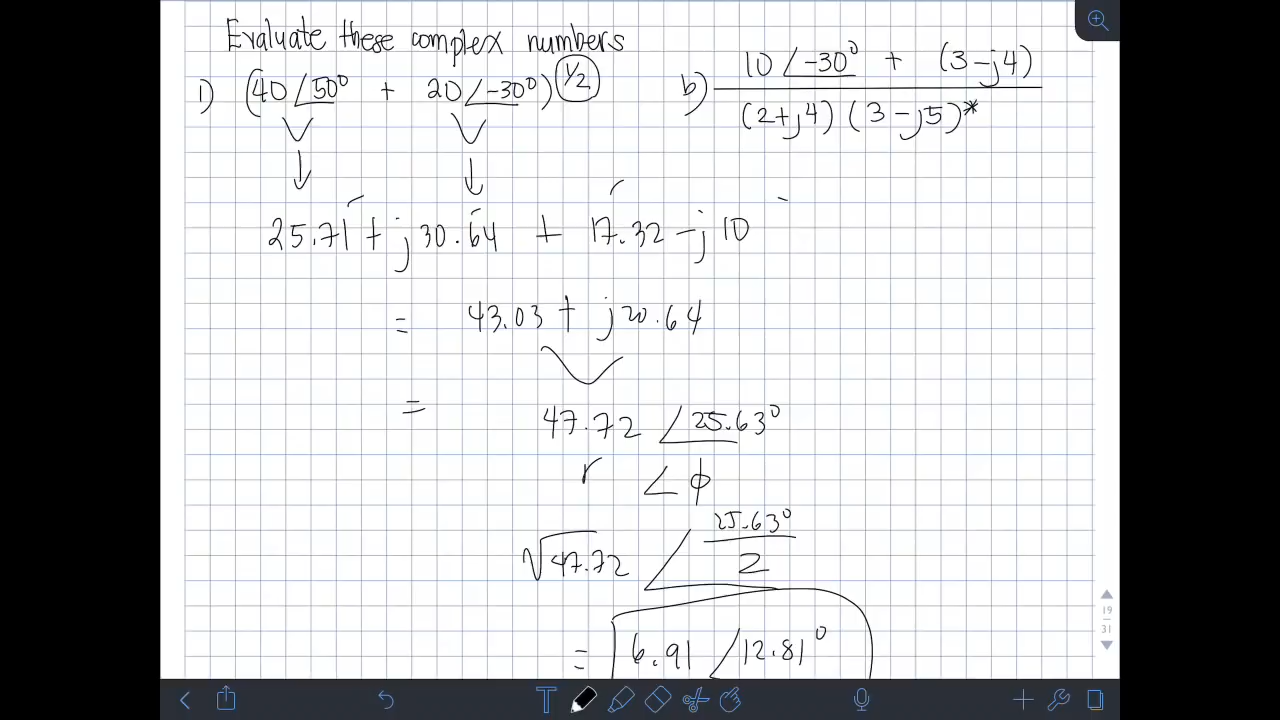 Evaluate these complex numbers
1) (40∠50° + 20∠-30°)^1/2
b) 10∠-30° + (3-j4)
(2+j4)(3-j5)*
25.71 + j30.64 + 17.32 - j10
= 43.03 + j20.64
= 47.72 ∠25.63°
r ∠ϕ
√47.72 ∠ 25.63°
2
= 6.91 ∠12.81°
19
31
T